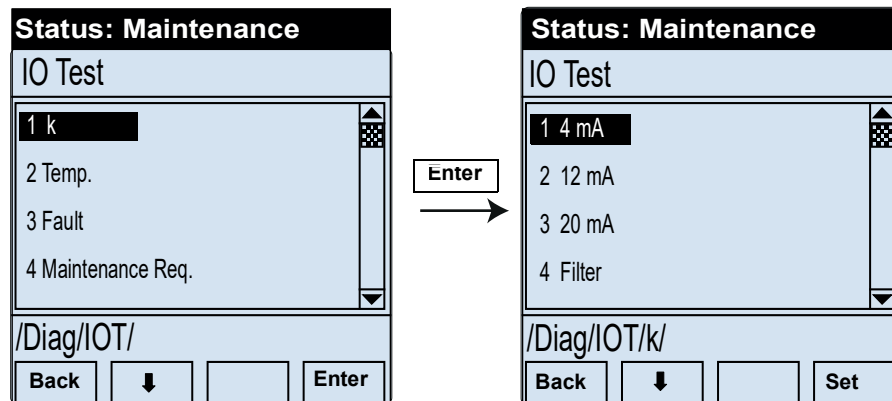 Status: Maintenance
IO Test
1 k
2 Temp.
3 Fault
4 Maintenance Req.
/Diag/IOT/
Back
Enter
Enter
Status: Maintenance
IO Test
1 4 mA
2 12 mA
3 20 mA
4 Filter
/Diag/IOT/k/
Back
Set